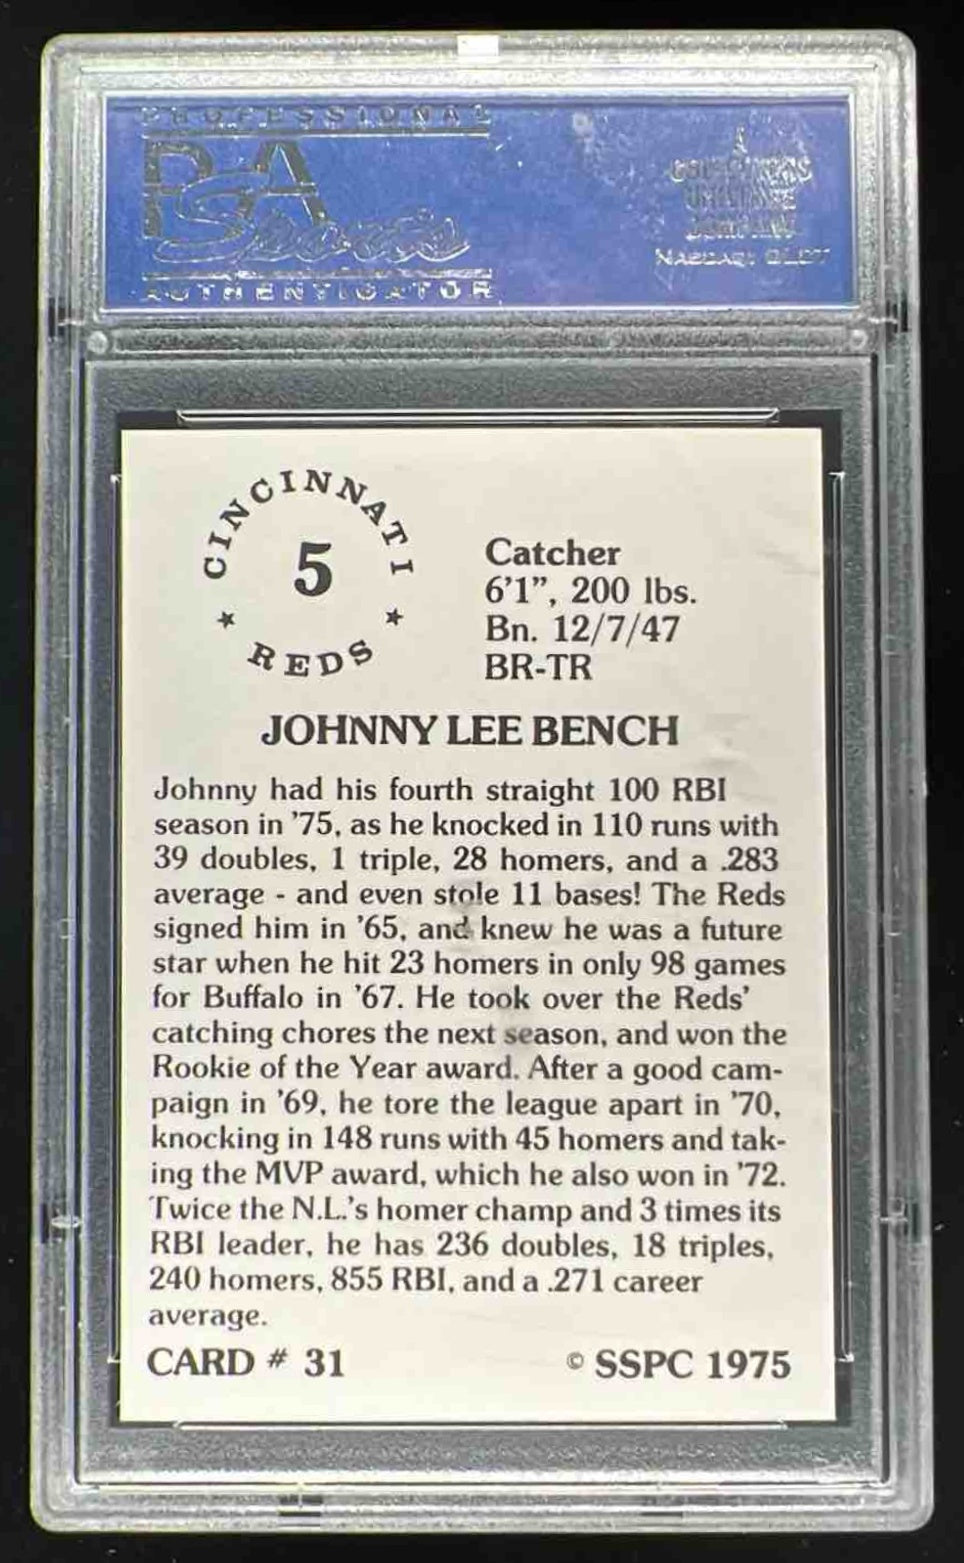 PROFESSIONAL
PSA
Sports
AUTHENTICATOR
A
COLLECTORS
UNIVERSE
COMPANY
NASDAQ: CLCT
CINCINNATI
5
★ REDS ★
Catcher
6'1”, 200 lbs.
Bn. 12/7/47
BR-TR
JOHNNY LEE BENCH
Johnny had his fourth straight 100 RBI
season in '75, as he knocked in 110 runs with
39 doubles, 1 triple, 28 homers, and a .283
average - and even stole 11 bases! The Reds
signed him in '65, and knew he was a future
star when he hit 23 homers in only 98 games
for Buffalo in '67. He took over the Reds'
catching chores the next season, and won the
Rookie of the Year award. After a good cam-
paign in '69, he tore the league apart in '70,
knocking in 148 runs with 45 homers and tak-
ing the MVP award, which he also won in '72.
Twice the N.L.'s homer champ and 3 times its
RBI leader, he has 236 doubles, 18 triples,
240 homers, 855 RBI, and a .271 career
average.
CARD # 31
© SSPC 1975